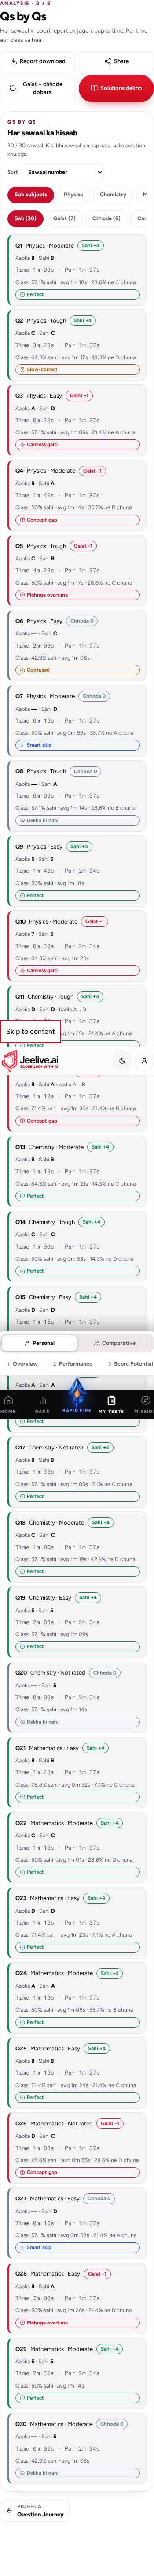 ANALYSIS · 8 / 8
Qs by Qs
Har sawaal ki poori report ek jagah: aapka answer, sahi answer, Par time aur class ka haal.
Report download
Share
Galat + chhode dobara
Solutions dekho
QS BY QS
Har sawaal ka hisaab
30 / 30 sawaal. Kisi bhi sawaal par jaa kar uska solution khulega.
Sort Sawaal number
Sab subjects
Physics
Chemistry
Sab (30)
Galat (7)
Chhode (6)
Q1 Physics · Moderate Sahi +4
Aapka B · Sahi B
Time 1m 00s · Par 1m 37s
Class: 57.1% sahi · avg 1m 18s · 28.6% ne C chuna
Perfect
Q2 Physics · Tough Sahi +4
Aapka C · Sahi C
Time 3m 20s · Par 1m 37s
Class: 64.3% sahi · avg 1m 17s · 14.3% ne D chuna
Slow-correct
Q3 Physics · Easy Galat -1
Aapka A · Sahi D
Time 0m 20s · Par 1m 37s
Class: 57.1% sahi · avg 1m 06s · 21.4% ne A chuna
Careless galti
Q4 Physics · Moderate Galat -1
Aapka B · Sahi A
Time 1m 40s · Par 1m 37s
Class: 50% sahi · avg 1m 14s · 35.7% ne B chuna
Concept gap
Q5 Physics · Tough Galat -1
Aapka C · Sahi B
Time 4m 20s · Par 1m 37s
Class: 50% sahi · avg 1m 17s · 28.6% ne C chuna
Mehnga overtime
Q6 Physics · Easy Chhoda 0
Aapka — · Sahi C
Time 2m 00s · Par 1m 37s
Class: 42.9% sahi · avg 1m 08s
Confused
Q7 Physics · Moderate Chhoda 0
Aapka — · Sahi D
Time 0m 10s · Par 1m 37s
Class: 50% sahi · avg 0m 59s · 35.7% ne A chuna
Smart skip
Q8 Physics · Tough Chhoda 0
Aapka — · Sahi A
Time 0m 00s · Par 1m 37s
Class: 57.1% sahi · avg 1m 14s · 28.6% ne B chuna
Dekha hi nahi
Q9 Physics · Easy Sahi +4
Aapka 5 · Sahi 5
Time 1m 40s · Par 2m 34s
Class: 50% sahi · avg 1m 18s
Perfect
Q10 Physics · Moderate Galat -1
Aapka 7 · Sahi 5
Time 0m 30s · Par 2m 34s
Class: 64.3% sahi · avg 1m 23s
Careless galti
Q11 Chemistry · Tough Sahi +4
Aapka D · Sahi D · badla A→D
Time 1m 10s · Par 1m 37s
avg 1m 25s · 21.4% ne A chuna
Skip to content
Jeelive.ai
SCORE 200+ WITH AI
Aapka B · Sahi A · badla A→B
Time 1m 10s · Par 1m 37s
Class: 71.4% sahi · avg 1m 30s · 21.4% ne B chuna
Concept gap
Q13 Chemistry · Moderate Sahi +4
Aapka B · Sahi B
Time 1m 10s · Par 1m 37s
Class: 64.3% sahi · avg 1m 21s · 14.3% ne C chuna
Perfect
Q14 Chemistry · Tough Sahi +4
Aapka C · Sahi C
Time 1m 00s · Par 1m 37s
Class: 50% sahi · avg 0m 53s · 14.3% ne D chuna
Perfect
Q15 Chemistry · Easy Sahi +4
Aapka D · Sahi D
Time 1m 15s · Par 1m 37s
Personal
Comparative
Overview
2 Performance
3 Score Potential
Aapka A · Sahi A
HOME
RANK
RAPID FIRE
MY TESTS
Perfect
Q17 Chemistry · Not rated Sahi +4
Aapka B · Sahi B
Time 1m 30s · Par 1m 37s
Class: 57.1% sahi · avg 1m 05s · 7.1% ne C chuna
Perfect
Q18 Chemistry · Moderate Sahi +4
Aapka C · Sahi C
Time 1m 05s · Par 1m 37s
Class: 57.1% sahi · avg 1m 19s · 42.9% ne D chuna
Perfect
Q19 Chemistry · Easy Sahi +4
Aapka 5 · Sahi 5
Time 2m 00s · Par 2m 34s
Class: 57.1% sahi · avg 1m 09s
Perfect
Q20 Chemistry · Not rated Chhoda 0
Aapka — · Sahi 5
Time 0m 00s · Par 2m 34s
Class: 57.1% sahi · avg 1m 14s
Dekha hi nahi
Q21 Mathematics · Easy Sahi +4
Aapka B · Sahi B
Time 1m 20s · Par 1m 37s
Class: 78.6% sahi · avg 0m 52s · 7.1% ne C chuna
Perfect
Q22 Mathematics · Moderate Sahi +4
Aapka C · Sahi C
Time 1m 10s · Par 1m 37s
Class: 50% sahi · avg 1m 01s · 28.6% ne D chuna
Perfect
Q23 Mathematics · Easy Sahi +4
Aapka D · Sahi D
Time 1m 10s · Par 1m 37s
Class: 71.4% sahi · avg 1m 23s · 7.1% ne A chuna
Perfect
Q24 Mathematics · Moderate Sahi +4
Aapka A · Sahi A
Time 1m 10s · Par 1m 37s
Class: 50% sahi · avg 1m 08s · 35.7% ne B chuna
Perfect
Q25 Mathematics · Easy Sahi +4
Aapka B · Sahi B
Time 1m 10s · Par 1m 37s
Class: 71.4% sahi · avg 1m 24s · 21.4% ne C chuna
Perfect
Q26 Mathematics · Not rated Galat -1
Aapka D · Sahi C
Time 1m 00s · Par 1m 37s
Class: 28.6% sahi · avg 0m 55s · 28.6% ne D chuna
Concept gap
Q27 Mathematics · Easy Chhoda 0
Aapka — · Sahi D
Time 0m 15s · Par 1m 37s
Class: 57.1% sahi · avg 0m 58s · 21.4% ne A chuna
Smart skip
Q28 Mathematics · Easy Galat -1
Aapka B · Sahi A
Time 5m 00s · Par 1m 37s
Class: 50% sahi · avg 1m 26s · 21.4% ne B chuna
Mehnga overtime
Q29 Mathematics · Moderate Sahi +4
Aapka 5 · Sahi 5
Time 2m 30s · Par 2m 34s
Class: 50% sahi · avg 1m 14s
Perfect
Q30 Mathematics · Moderate Chhoda 0
Aapka — · Sahi 5
Time 0m 00s · Par 2m 34s
Class: 42.9% sahi · avg 1m 03s
Dekha hi nahi
PICHHLA
Question Journey